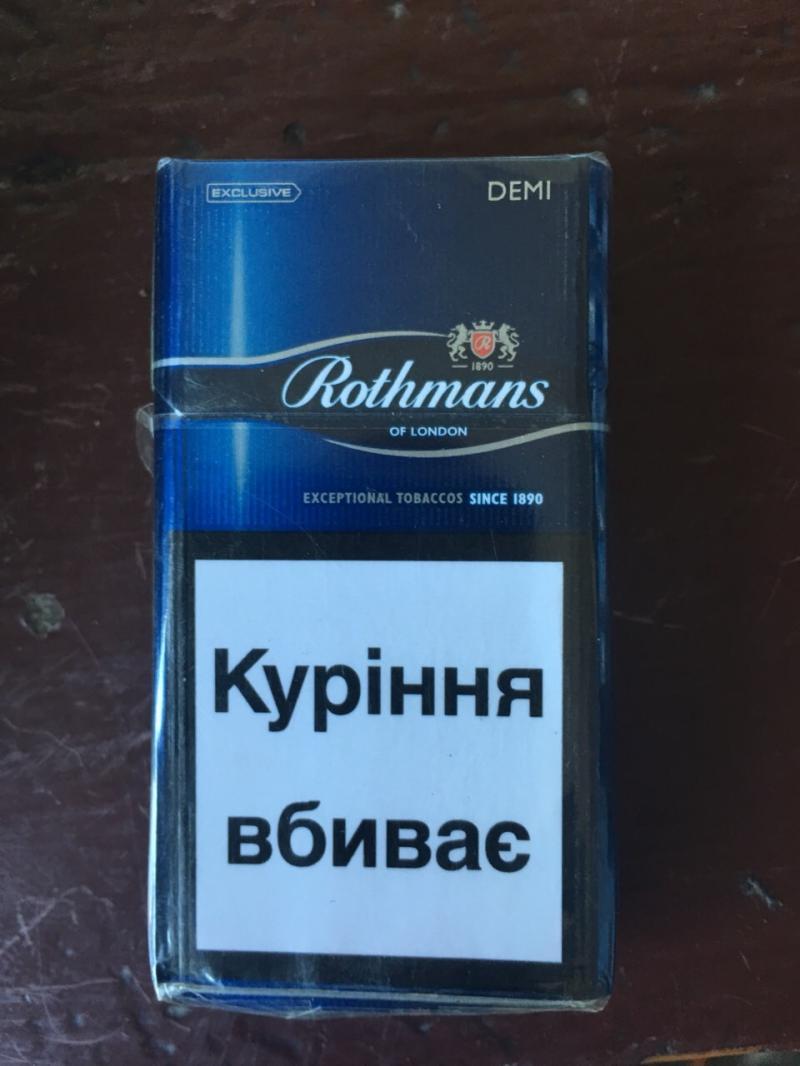 EXCLUSIVE
DEMI
R
1890
Rothmans
OF LONDON
EXCEPTIONAL TOBACCOS SINCE 1890
Куріння
вбиває